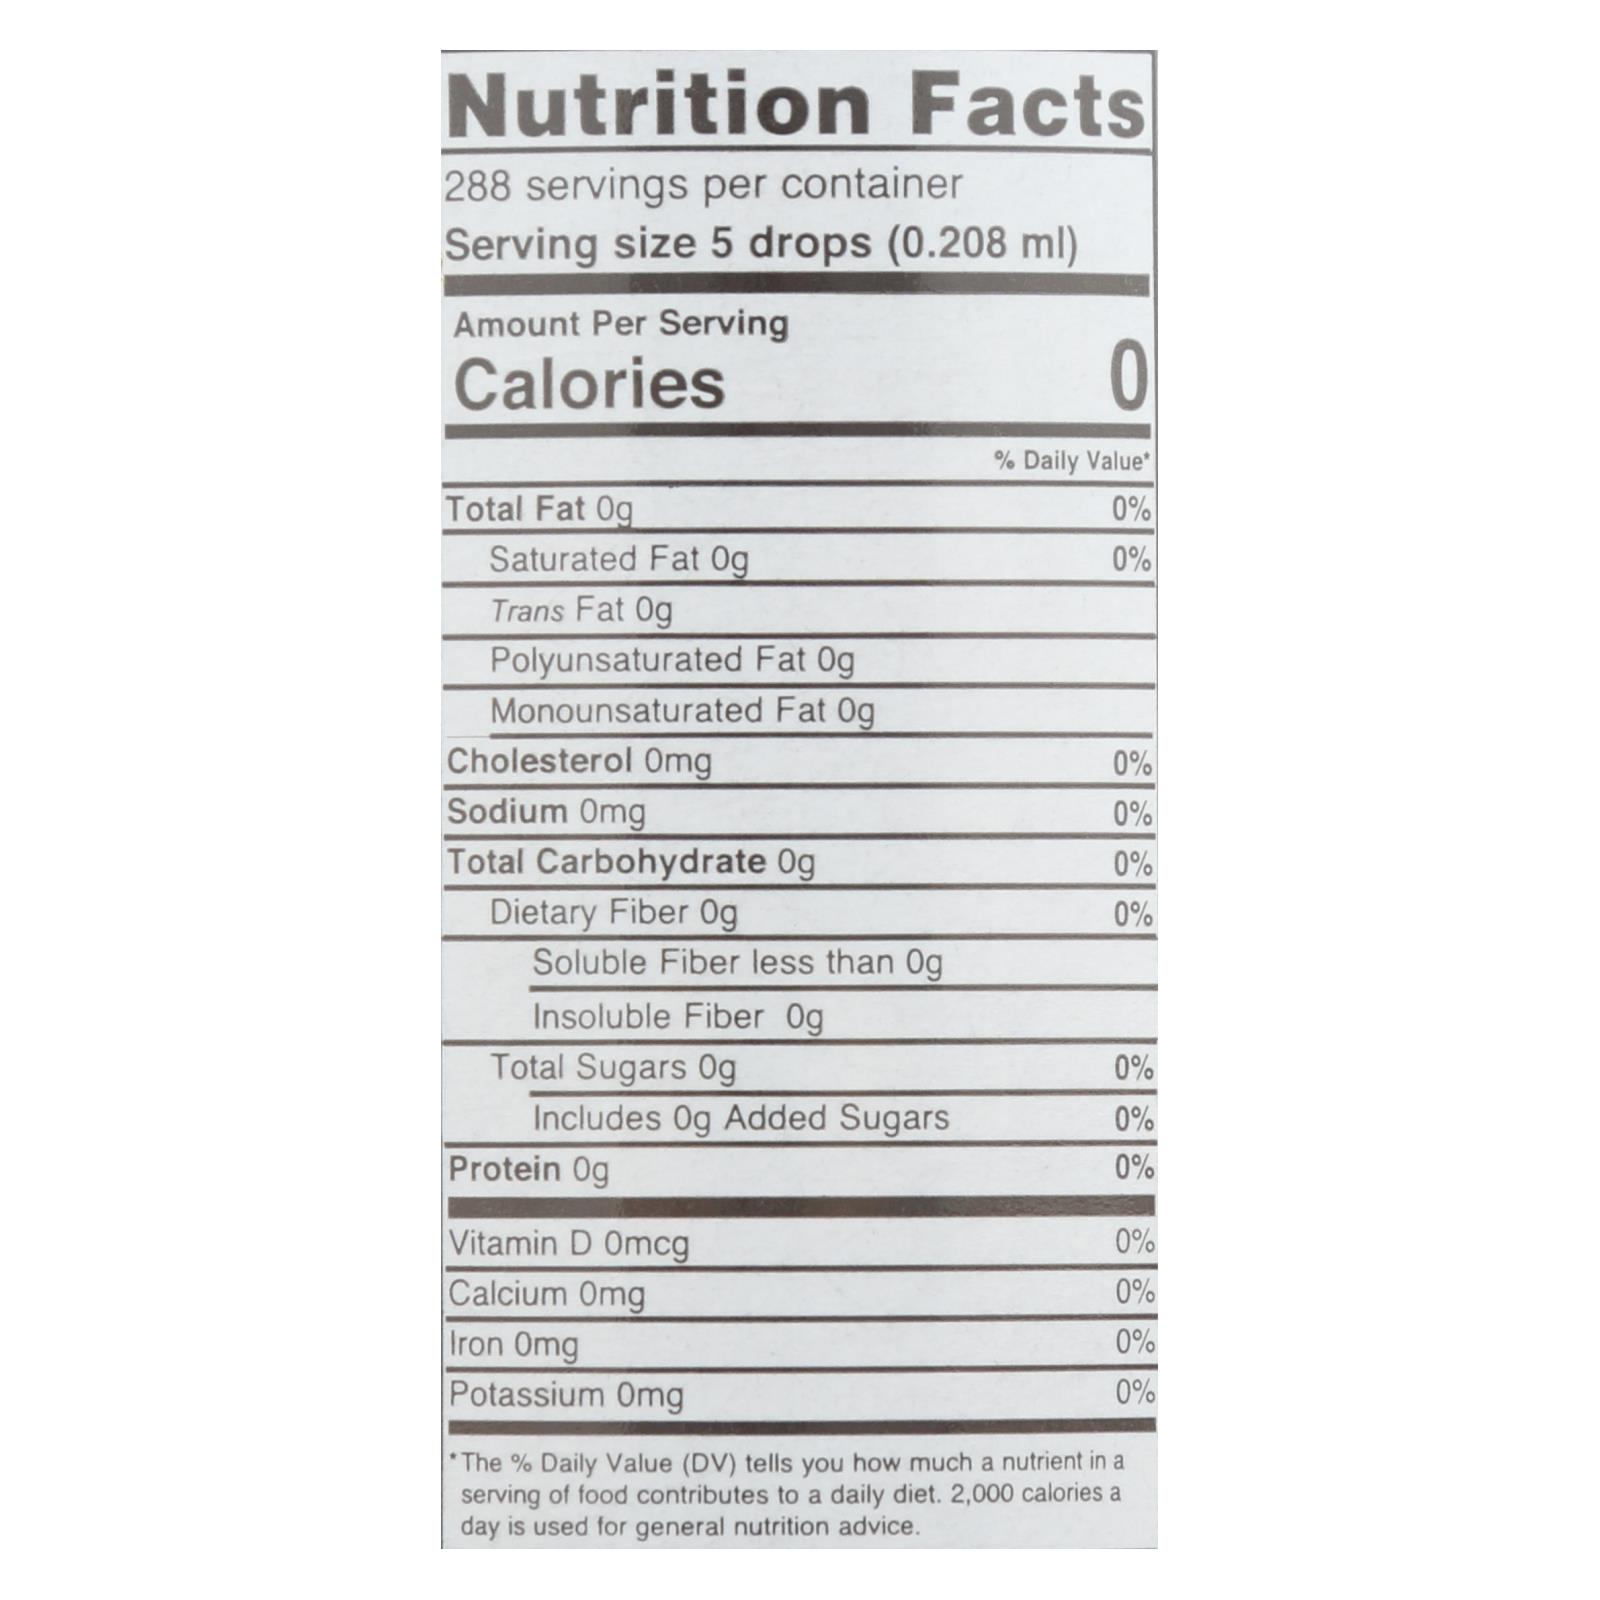 Nutrition Facts
288 servings per container
Serving size 5 drops (0.208 ml)
Amount Per Serving
Calories 0
% Daily Value*
Total Fat 0g 0%
Saturated Fat 0g 0%
Trans Fat 0g
Polyunsaturated Fat 0g
Monounsaturated Fat 0g
Cholesterol 0mg 0%
Sodium 0mg 0%
Total Carbohydrate 0g 0%
Dietary Fiber 0g 0%
Soluble Fiber less than 0g
Insoluble Fiber 0g
Total Sugars 0g 0%
Includes 0g Added Sugars 0%
Protein 0g 0%
Vitamin D 0mcg 0%
Calcium 0mg 0%
Iron 0mg 0%
Potassium 0mg 0%
*The % Daily Value (DV) tells you how much a nutrient in a
serving of food contributes to a daily diet. 2,000 calories a
day is used for general nutrition advice.